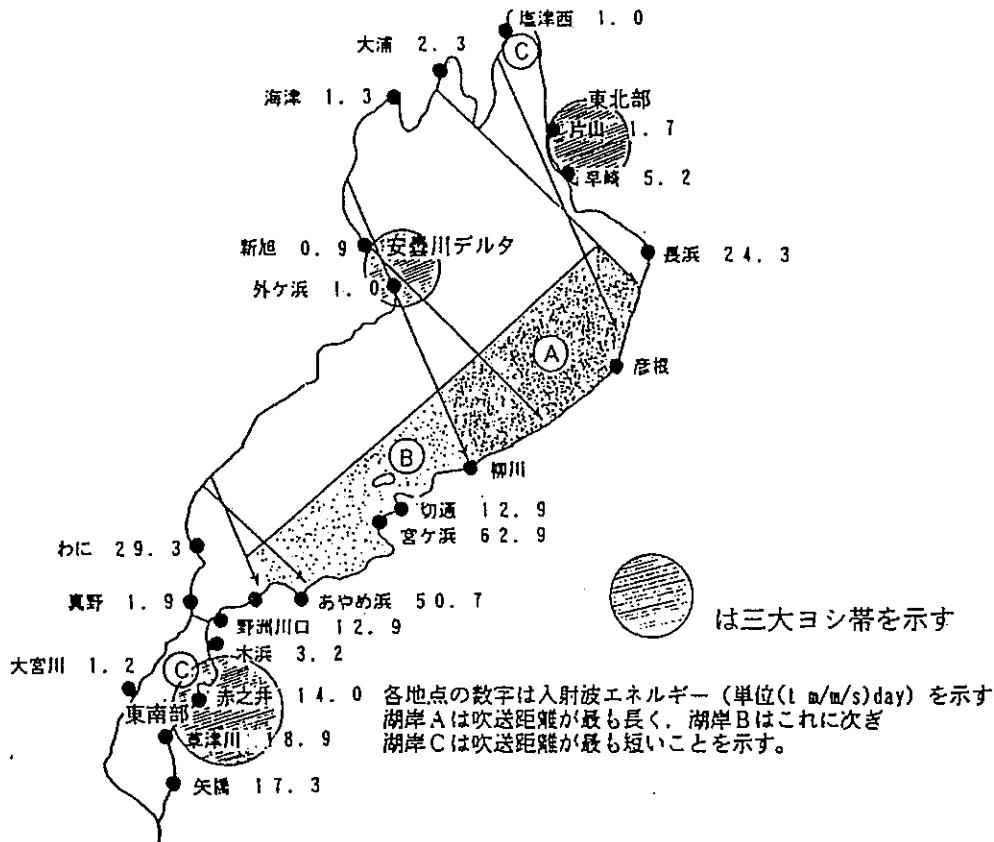 塩津西 1.0
C
大浦 2.3
海津 1.3
東北部
片山 1.7
早崎 5.2
新旭 0.9
安曇川デルタ
長浜 24.3
外ケ浜 1.0
A
彦根
B
柳川
切通 12.9
宮ケ浜 62.9
わに 29.3
真野 1.9
あやめ浜 50.7
野洲川口 12.9
は三大ヨシ帯を示す
木浜 3.2
大宮川 1.2
C
赤之井 14.0
東南部
草津川 18.9
矢橋 17.3
各地点の数字は入射波エネルギー(単位(t m/m/s)day)を示す
湖岸Aは吹送距離が最も長く、湖岸Bはこれに次ぎ
湖岸Cは吹送距離が最も短いことを示す。